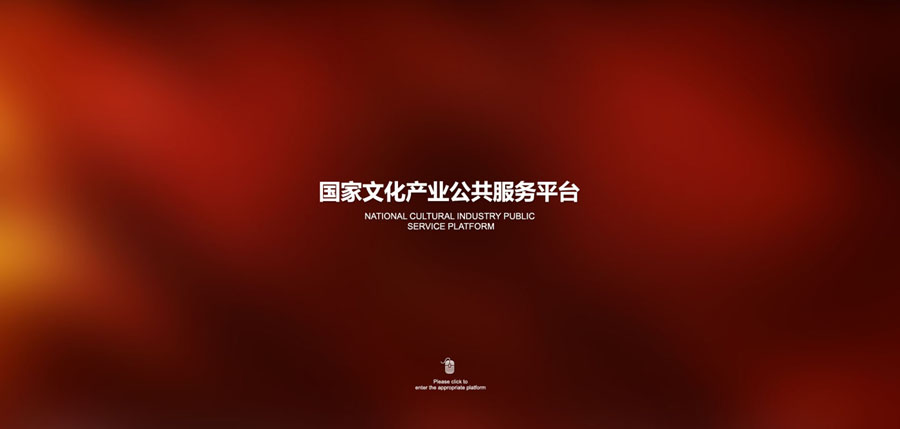 国家文化产业公共服务平台
NATIONAL CULTURAL INDUSTRY PUBLIC
SERVICE PLATFORM
Please click to
enter the appropriate platform